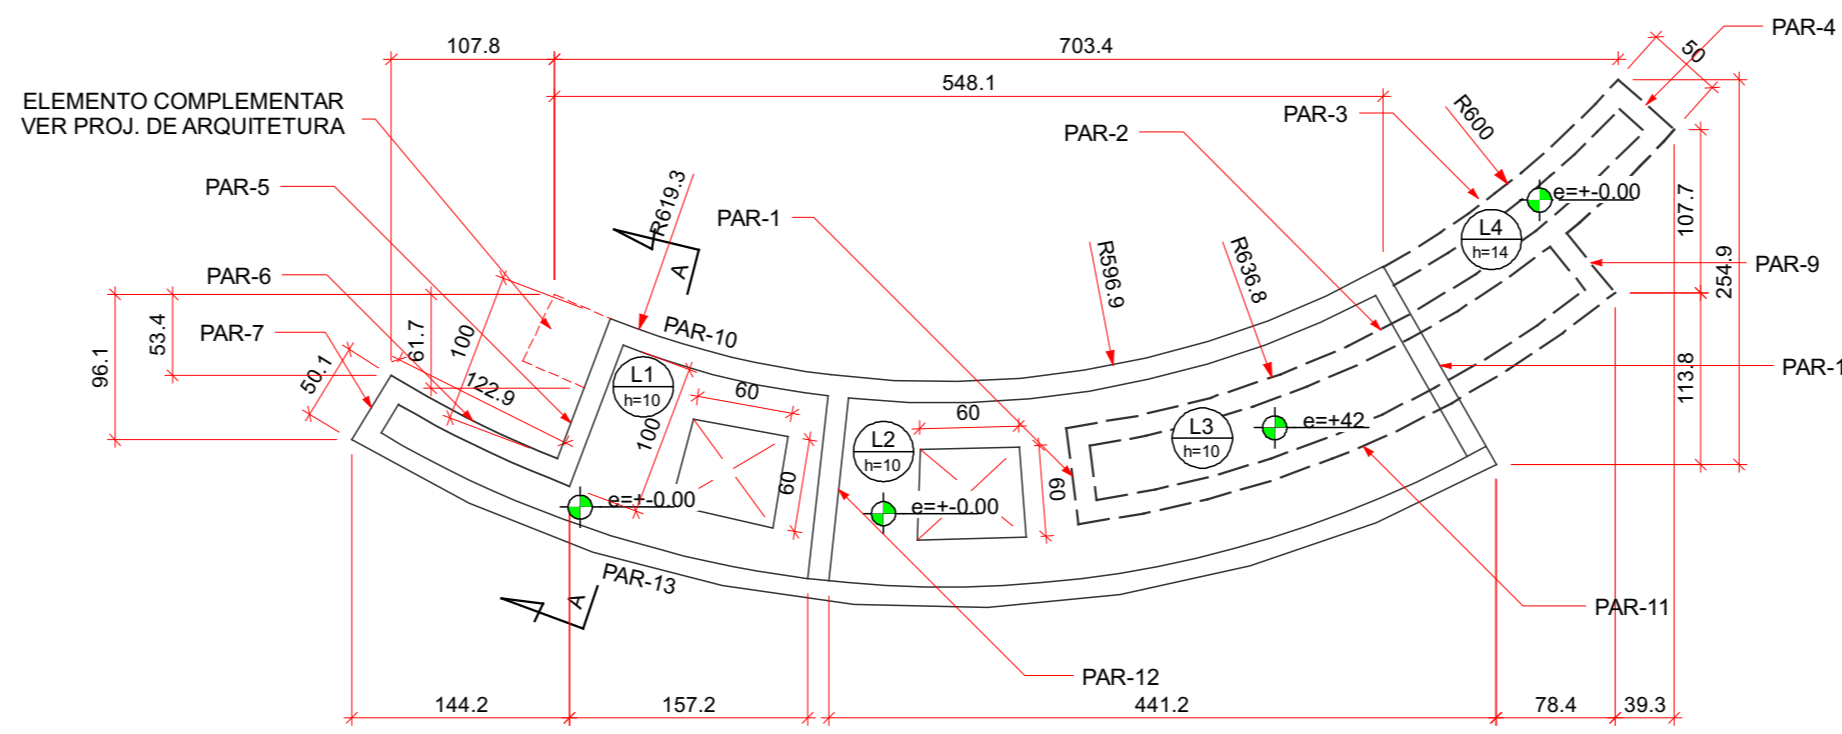 PAR-4
107.8
703.4
50
548.1
ELEMENTO COMPLEMENTAR
VER PROJ. DE ARQUITETURA
PAR-3
R600
PAR-2
PAR-5
R619.3
PAR-1
e=+-0.00
107.7
L4
h=14
254.9
A
R596.9
R636.8
PAR-6
PAR-9
PAR-7
PAR-10
53.4
61.7
100
96.1
50.1
122.9
L1
h=10
60
100
60
60
L2
h=10
60
L3
h=10
e=+42
PAR-1
113.8
e=+-0.00
e=+-0.00
PAR-13
A
PAR-11
PAR-12
144.2
157.2
441.2
78.4
39.3